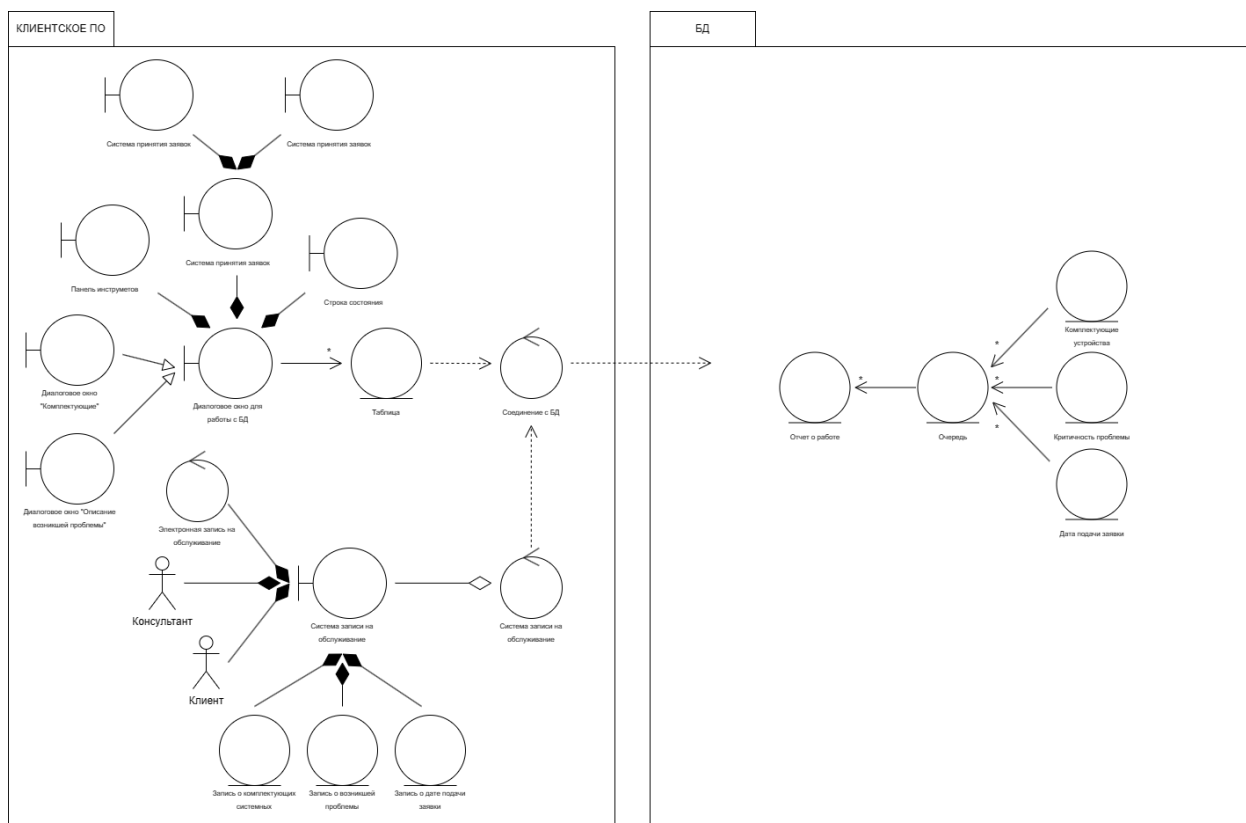 КЛИЕНТСКОЕ ПО
БД
Система принятия заявок
Система принятия заявок
Система принятия заявок
Панель инструметов
Строка состояния
Диалоговое окно
"Комплектующие"
Диалоговое окно для
работы с БД
*
Таблица
Соединение с БД
Диалоговое окно "Описание
возникшей проблемы"
Электронная запись на
обслуживание
Консультант
Клиент
Система записи на
обслуживание
Система записи на
обслуживание
Запись о комплектующих
системных
Запись о возникшей
проблемы
Запись о дате подачи
заявки
Комплектующие
устройства
*
*
*
*
Отчет о работе
Очередь
Критичность проблемы
Дата подачи заявки